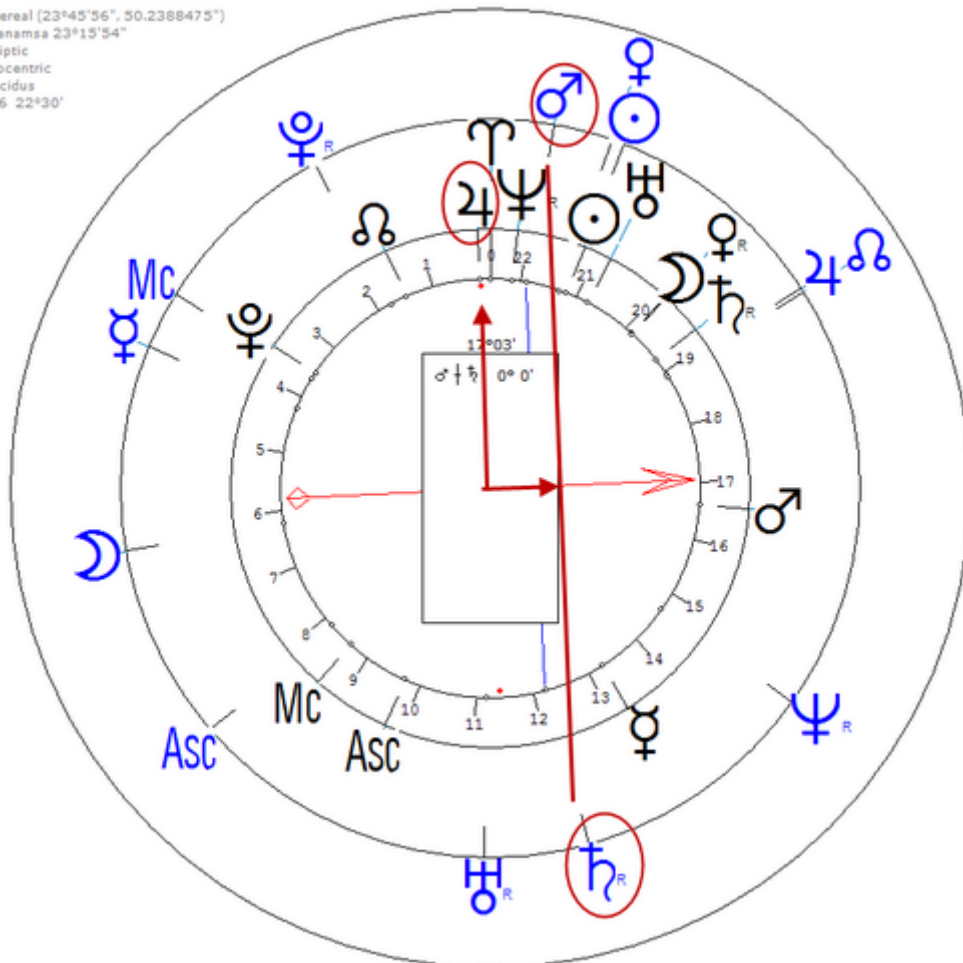 ereal (23°45'56", 50.2388475")
anamsa 23°15'54"
iptic
ocentric
cidus
6 22°30'
♀
♂ ☉
♇ R
♈
♃ ♆ R ☉ ♅
☊ ♀ R
☽ ♄ R
♃ ☊
Mc
☿
♇
0 22 21 20 19 18 17 16 15 14 13 12 11 10 9 8 7 6 5 4 3 2 1
17°03'
♂ ┼ ♄ 0° 0'
♂
☽
Mc
Asc
Asc
☿
♆ R
♅ R
♄ R